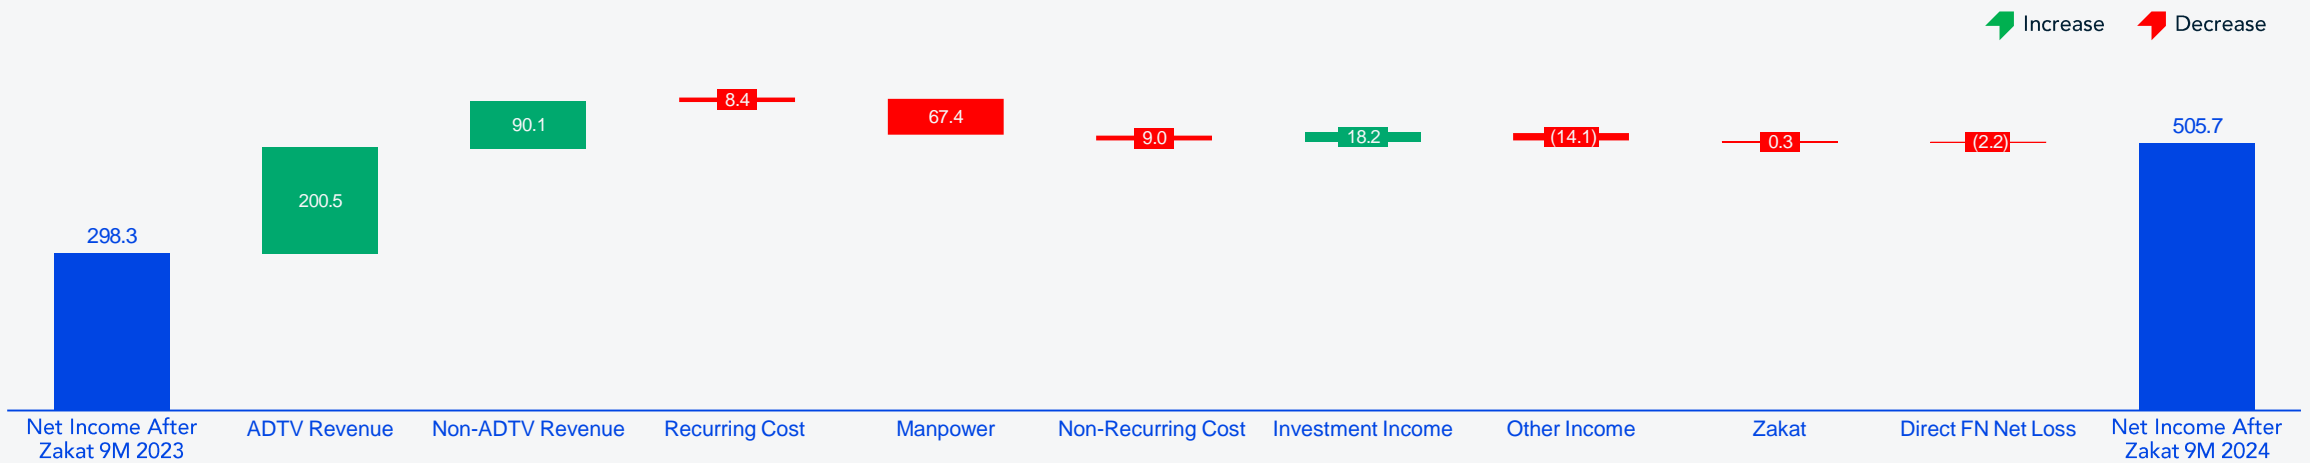 Increase
Decrease
298.3
200.5
90.1
8.4
67.4
9.0
18.2
(14.1)
0.3
(2.2)
505.7
Net Income After
Zakat 9M 2023
ADTV Revenue
Non-ADTV Revenue
Recurring Cost
Manpower
Non-Recurring Cost
Investment Income
Other Income
Zakat
Direct FN Net Loss
Net Income After
Zakat 9M 2024